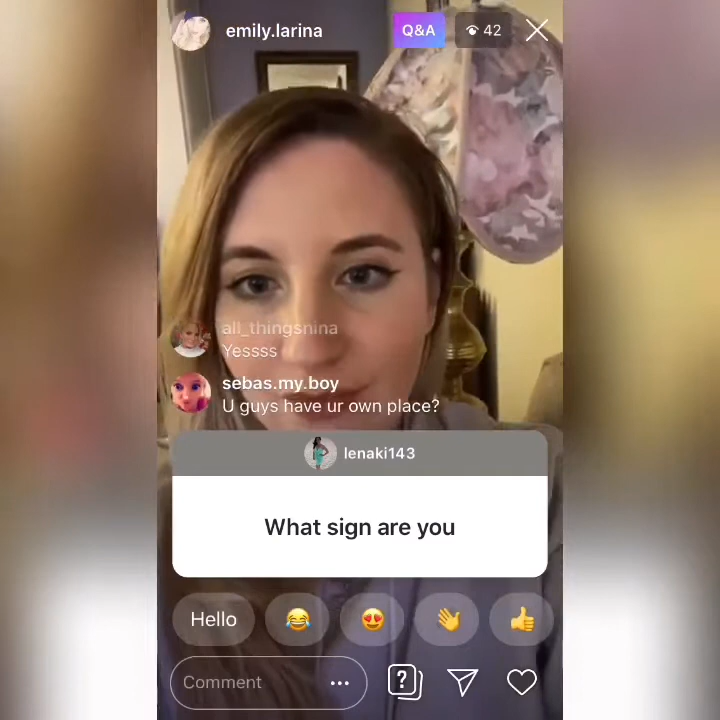 emily.larina
Q&A
42
all_thingsnina
Yessss
sebas.my.boy
U guys have ur own place?
lenaki143
What sign are you
Hello
Comment